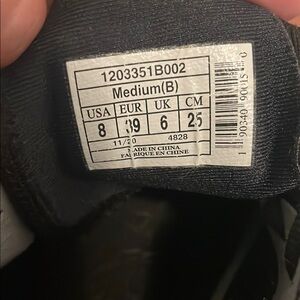 1203351B002
Medium(B)
USA EUR UK CM
8 39 6 25
11/20 4828
MADE IN CHINA
FABRIQUE EN CHINE